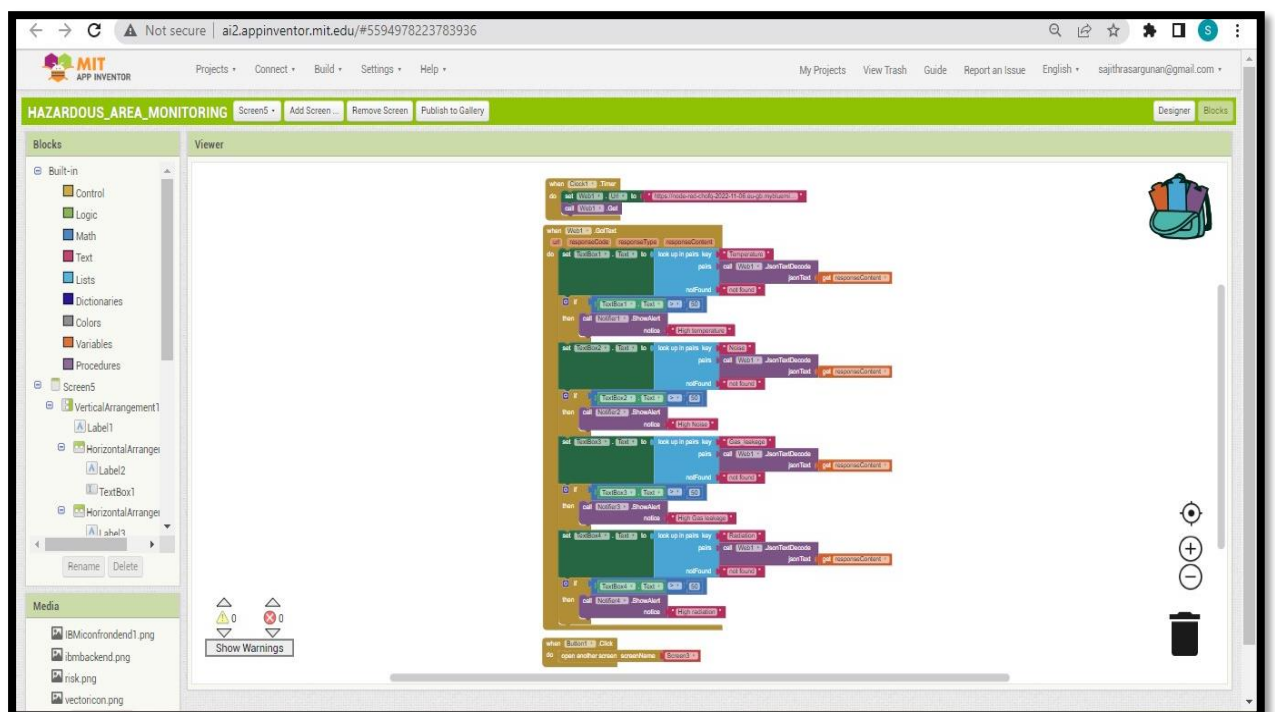 Not secure | ai2.appinventor.mit.edu/#5594978223783936
S
MIT
APP INVENTOR
Projects Connect Build Settings Help
My Projects View Trash Guide Report an Issue English sajithrasargunan@gmail.com
HAZARDOUS_AREA_MONITORING Screen5 Add Screen ... Remove Screen Publish to Gallery
Designer Blocks
Blocks
Viewer
Built-in
Control
Logic
Math
Text
Lists
Dictionaries
Colors
Variables
Procedures
Screen5
VerticalArrangement1
Label1
HorizontalArranger
Label2
TextBox1
HorizontalArranger
Label3
Rename Delete
Media
IBMiconfrondend1.png
ibmbackend.png
risk.png
vectoricon.png
when Clock1 .Timer
do set Web1 . Url to
call Web1 .Get
when Web1 .GotText
url responseCode responseType responseContent
do set TextBox1 . Text to look up in pairs key " Temperature "
pairs call Web1 .JsonTextDecode
jsonText get responseContent
notFound " not found "
if TextBox1 . Text > 50
then call Notifier1 .ShowAlert
notice " High temperature "
set TextBox2 . Text to look up in pairs key " Noise "
pairs call Web1 .JsonTextDecode
jsonText get responseContent
notFound " not found "
if TextBox2 . Text > 50
then call Notifier2 .ShowAlert
notice " High Noise "
set TextBox3 . Text to look up in pairs key " Gas_leakage "
pairs call Web1 .JsonTextDecode
jsonText get responseContent
notFound " not found "
if TextBox3 . Text > 50
then call Notifier3 .ShowAlert
notice " High Gas leakage "
set TextBox4 . Text to look up in pairs key " Radiation "
pairs call Web1 .JsonTextDecode
jsonText get responseContent
notFound " not found "
if TextBox4 . Text > 50
then call Notifier4 .ShowAlert
notice " High radiation "
when Button1 .Click
do open another screen screenName Screen3
0 0
Show Warnings